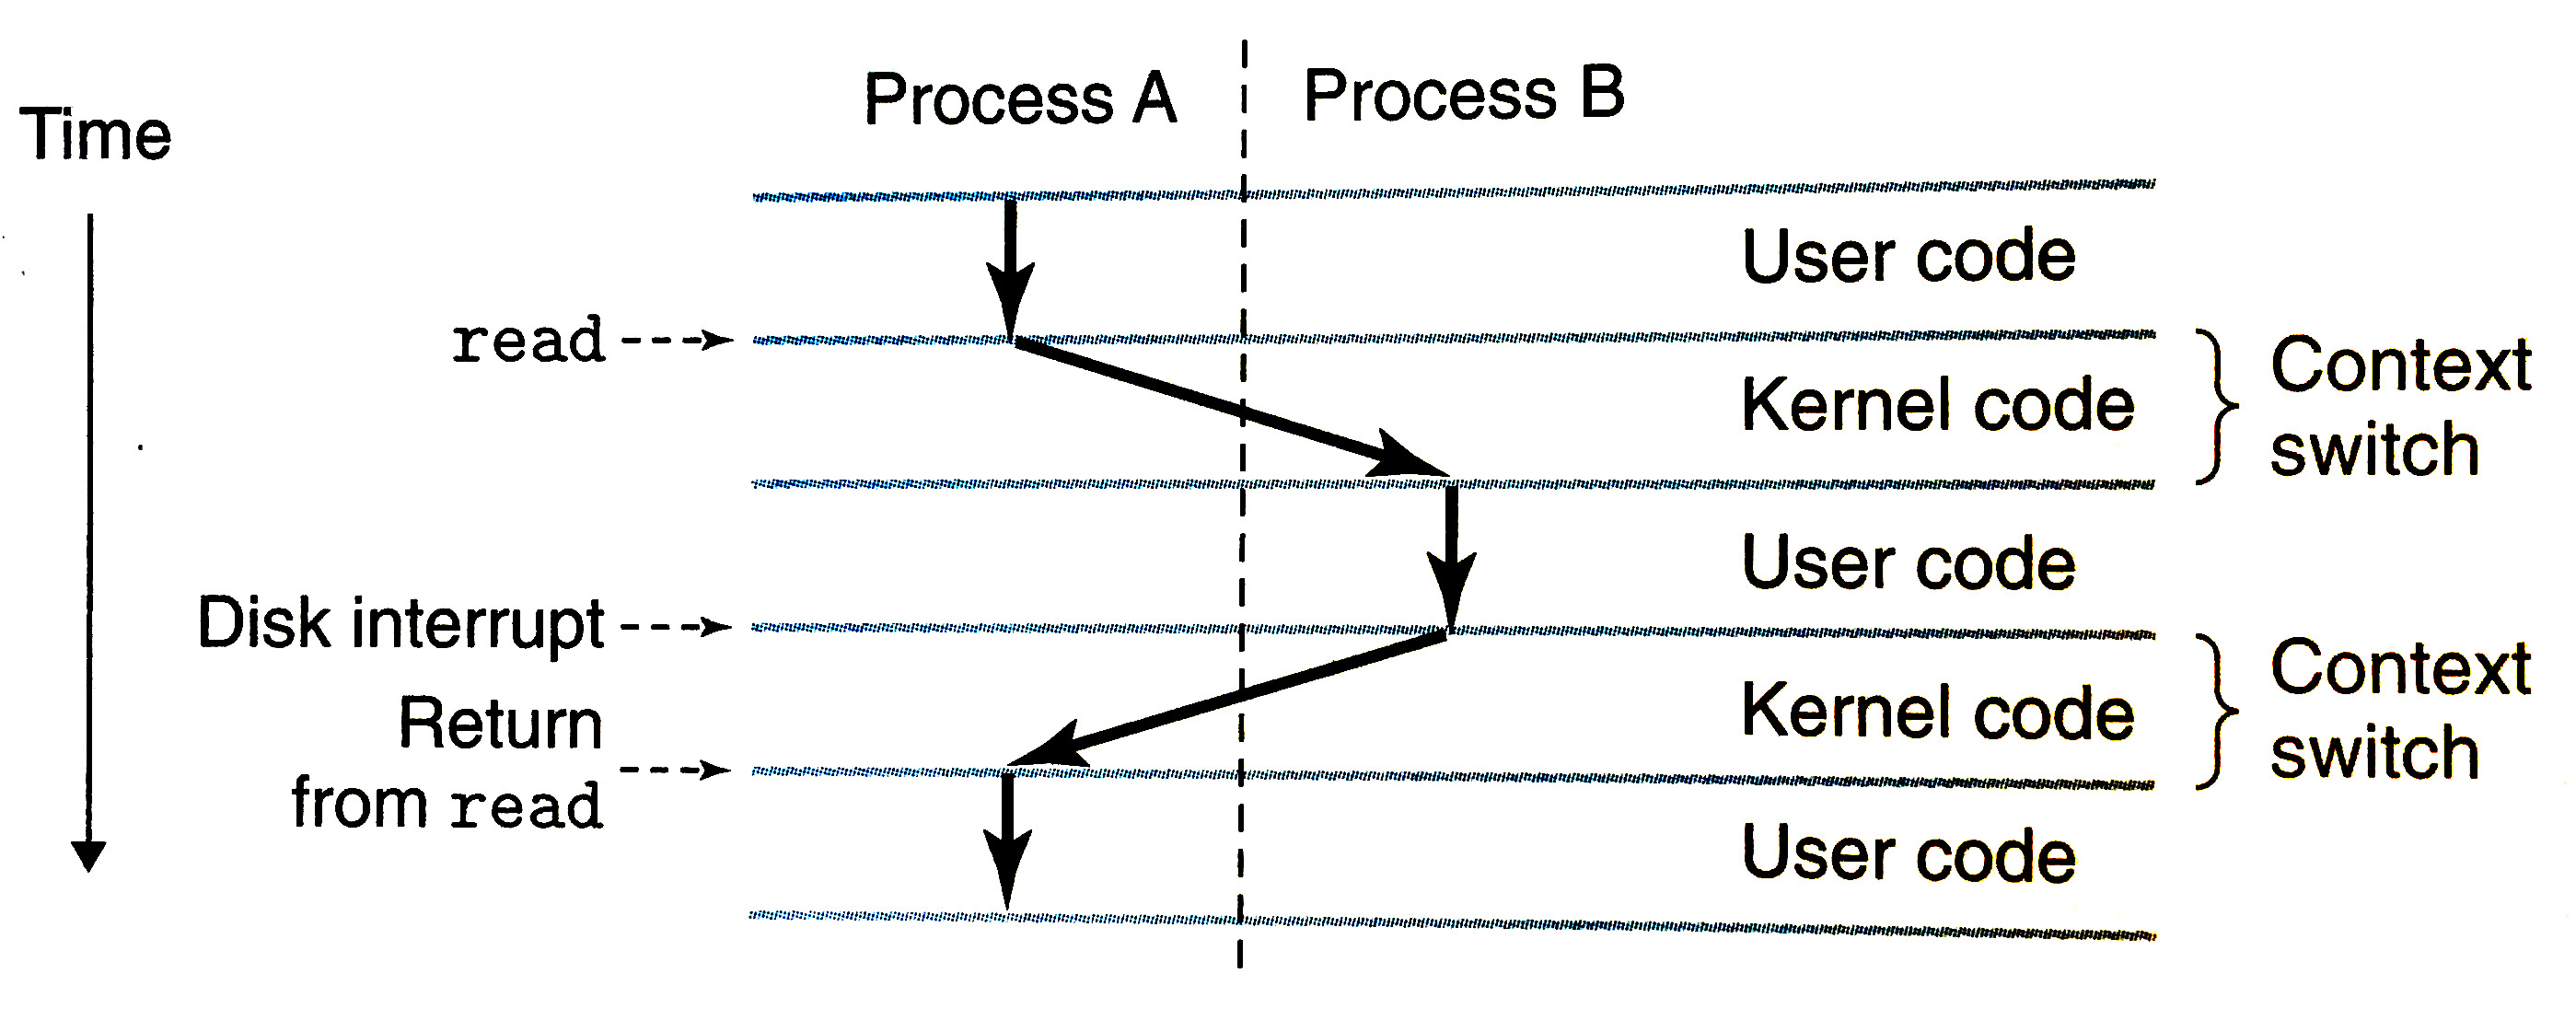 Process A
Process B
Time
User code
read
Kernel code
Context
switch
User code
Disk interrupt
Kernel code
Context
switch
Return
from read
User code